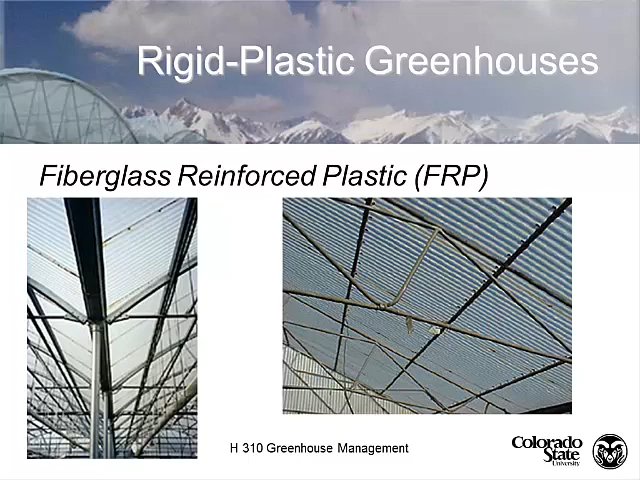 Rigid-Plastic Greenhouses
Fiberglass Reinforced Plastic (FRP)
H 310 Greenhouse Management
Colorado
State
University